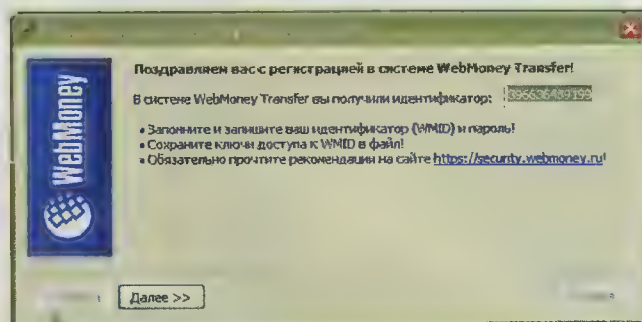 WebMoney
Поздравляем вас с регистрацией в системе WebMoney Transfer!
В системе WebMoney Transfer вы получили идентификатор:
• Запомните и запишите ваш идентификатор (WMID) и пароль!
• Сохраните ключи доступа к WMID в файл!
• Обязательно прочтите рекомендации на сайте https://security.webmoney.ru!
Далее >>